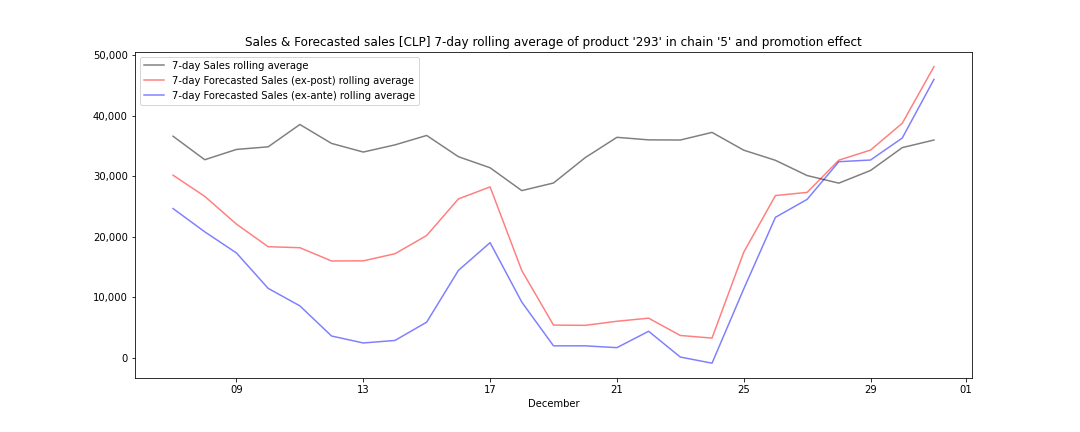 Sales & Forecasted sales [CLP] 7-day rolling average of product '293' in chain '5' and promotion effect
7-day Sales rolling average
7-day Forecasted Sales (ex-post) rolling average
7-day Forecasted Sales (ex-ante) rolling average
50,000
40,000
30,000
20,000
10,000
0
09 13 17 21 25 29 01
December